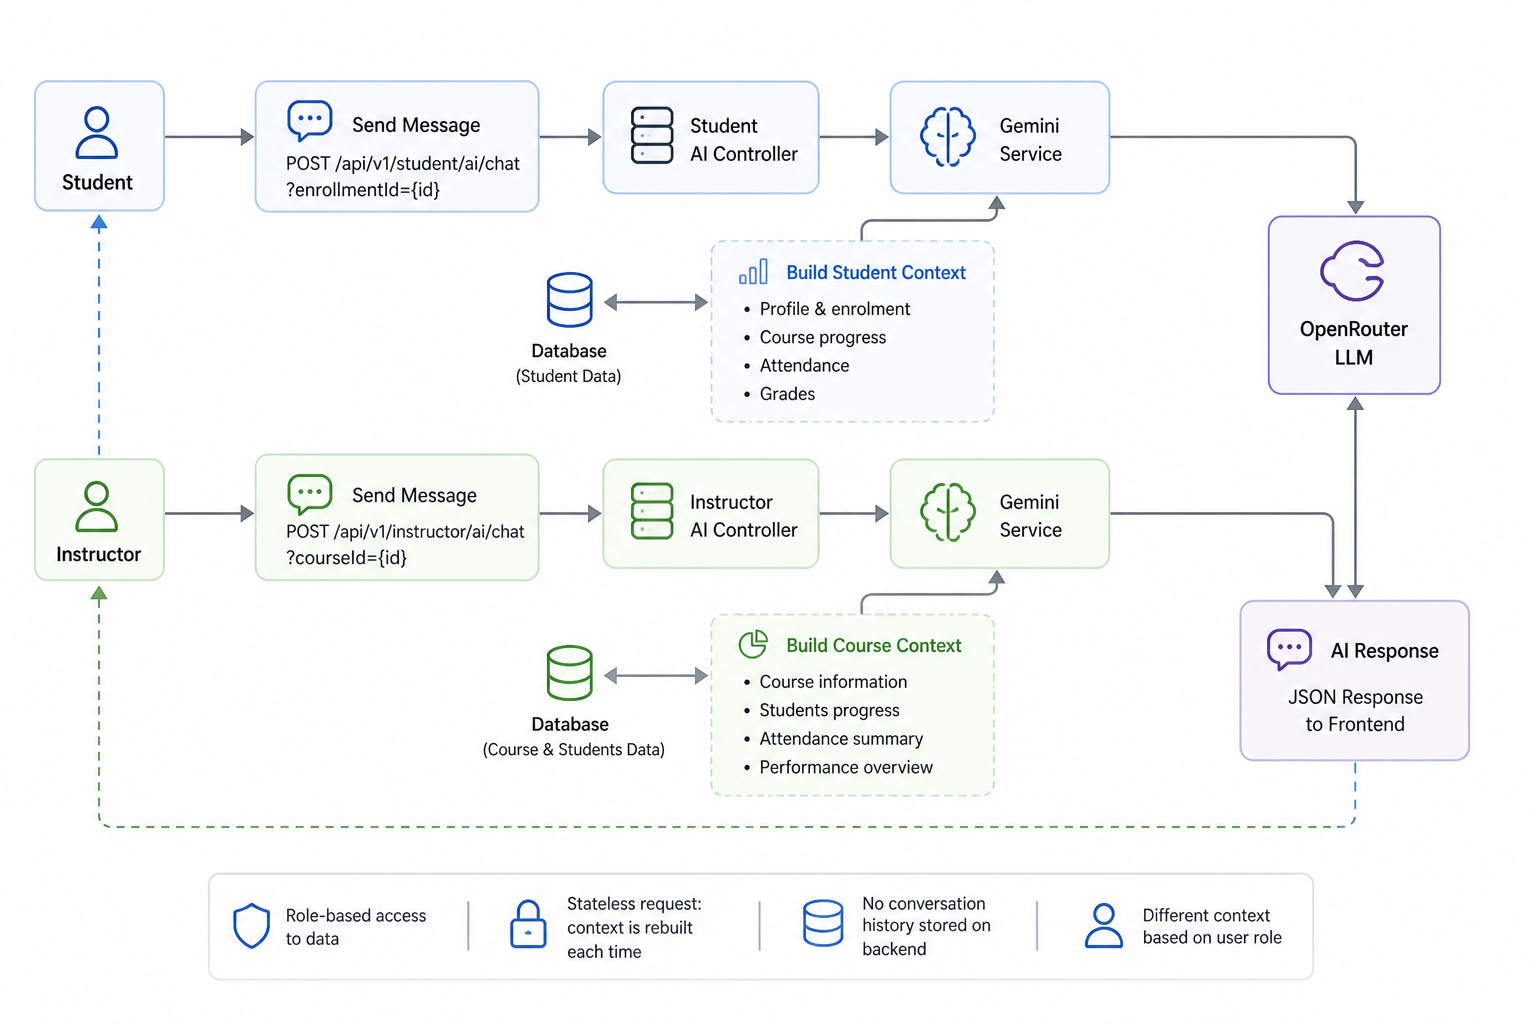 Student
Send Message
POST /api/v1/student/ai/chat
?enrollmentId={id}
Student
AI Controller
Gemini
Service
Build Student Context
• Profile & enrolment
• Course progress
• Attendance
• Grades
Database
(Student Data)
OpenRouter
LLM
Instructor
Send Message
POST /api/v1/instructor/ai/chat
?courseId={id}
Instructor
AI Controller
Gemini
Service
Build Course Context
• Course information
• Students progress
• Attendance summary
• Performance overview
Database
(Course & Students Data)
AI Response
JSON Response
to Frontend
Role-based access
to data
Stateless request:
context is rebuilt
each time
No conversation
history stored on
backend
Different context
based on user role